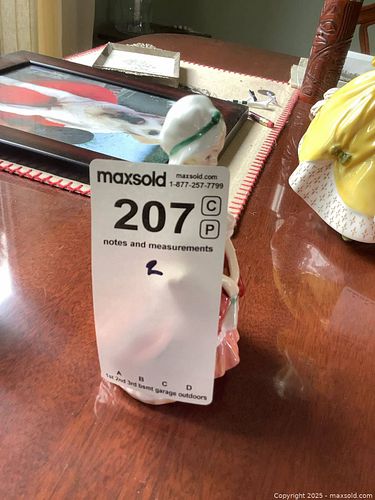 maxsold maxsold.com
1-877-257-7799
207 C
P
notes and measurements
2
A B C D
1st 2nd 3rd bsmt garage outdoors
Copyright 2025 - maxsold.com